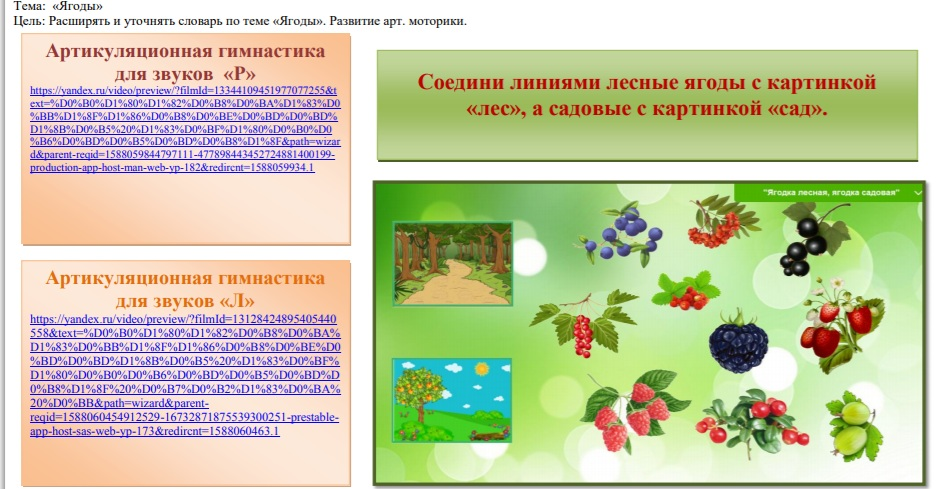 Тема:  «Ягоды»
Цель: Расширять и уточнять словарь по теме «Ягоды». Развитие арт. моторики.
Артикуляционная гимнастика
для звуков  «Р»
https://yandex.ru/video/preview/?filmId=13344109451977077255&t
ext=%D0%B0%D1%80%D1%82%D0%B8%D0%BA%D1%83%D0
%BB%D1%8F%D1%86%D0%B8%D0%BE%D0%BD%D0%BD%
D1%8B%D0%B5%20%D1%83%D0%BF%D1%80%D0%B0%D0
%B6%D0%BD%D0%B5%D0%BD%D0%B8%D1%8F&path=wizar
d&parent-reqid=1588059844797111-477898443452724881400199-
production-app-host-man-web-yp-182&redircnt=1588059934.1
Соедини линиями лесные ягоды с картинкой
«лес», а садовые с картинкой «сад».
"Ягодка лесная, ягодка садовая"
Артикуляционная гимнастика
для звуков «Л»
https://yandex.ru/video/preview/?filmId=13128424895405440
558&text=%D0%B0%D1%80%D1%82%D0%B8%D0%BA%
D1%83%D0%BB%D1%8F%D1%86%D0%B8%D0%BE%D0
%BD%D0%BD%D1%8B%D0%B5%20%D1%83%D0%BF%
D1%80%D0%B0%D0%B6%D0%BD%D0%B5%D0%BD%D
0%B8%D1%8F%20%D0%B7%D0%B2%D1%83%D0%BA%
20%D0%BB&path=wizard&parent-
reqid=1588060454912529-16732871875539300251-prestable-
app-host-sas-web-yp-173&redircnt=1588060463.1